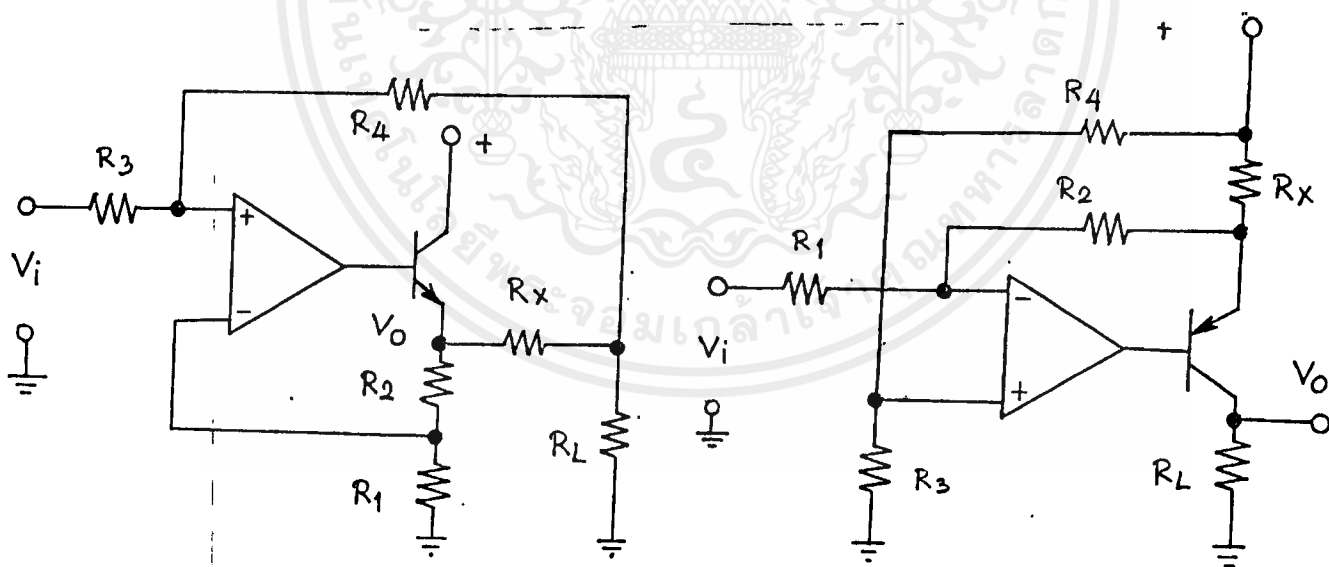 R4
+
R3
+
Vi
-
VO
RX
R2
R1
RL
+
R4
RX
R2
R1
-
Vi
+
VO
R3
RL